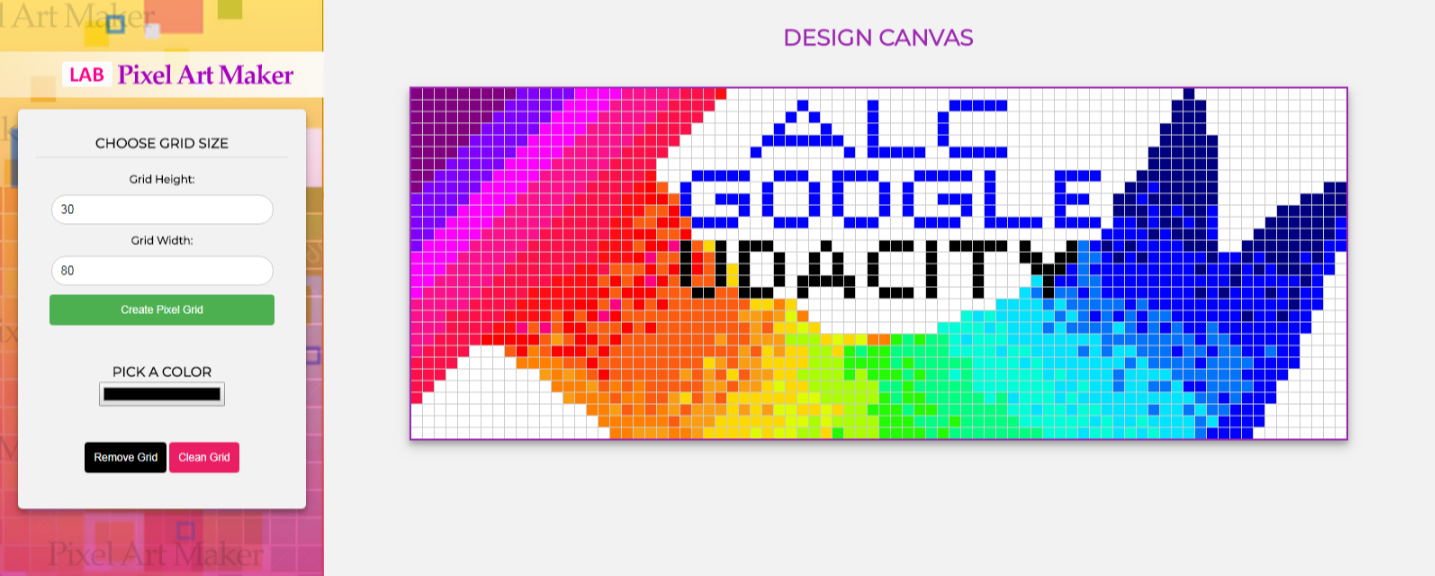 l Art Maker
LAB Pixel Art Maker
CHOOSE GRID SIZE
Grid Height:
30
Grid Width:
80
Create Pixel Grid
PICK A COLOR
Remove Grid Clean Grid
Pixel Art Maker
DESIGN CANVAS
ALC
GOOGLE
UDACITY